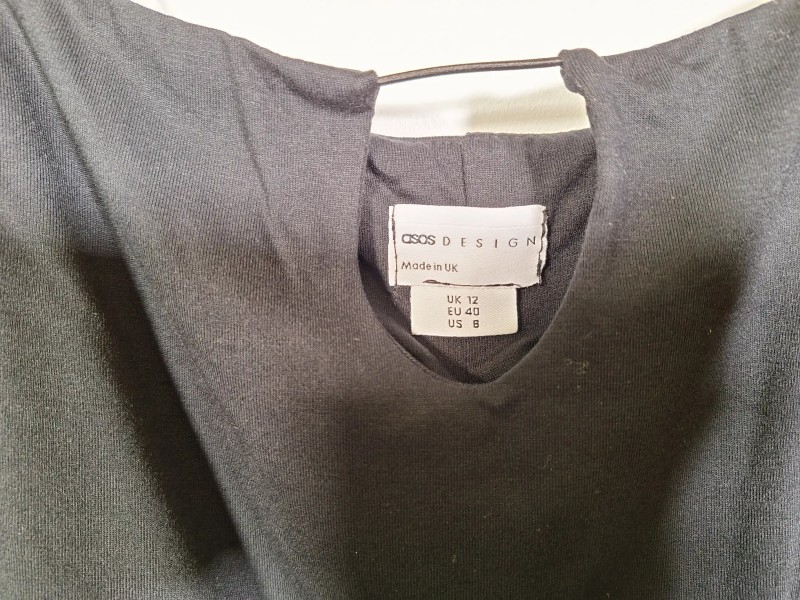 asos DESIGN
Made in UK
UK 12
EU 40
US 8